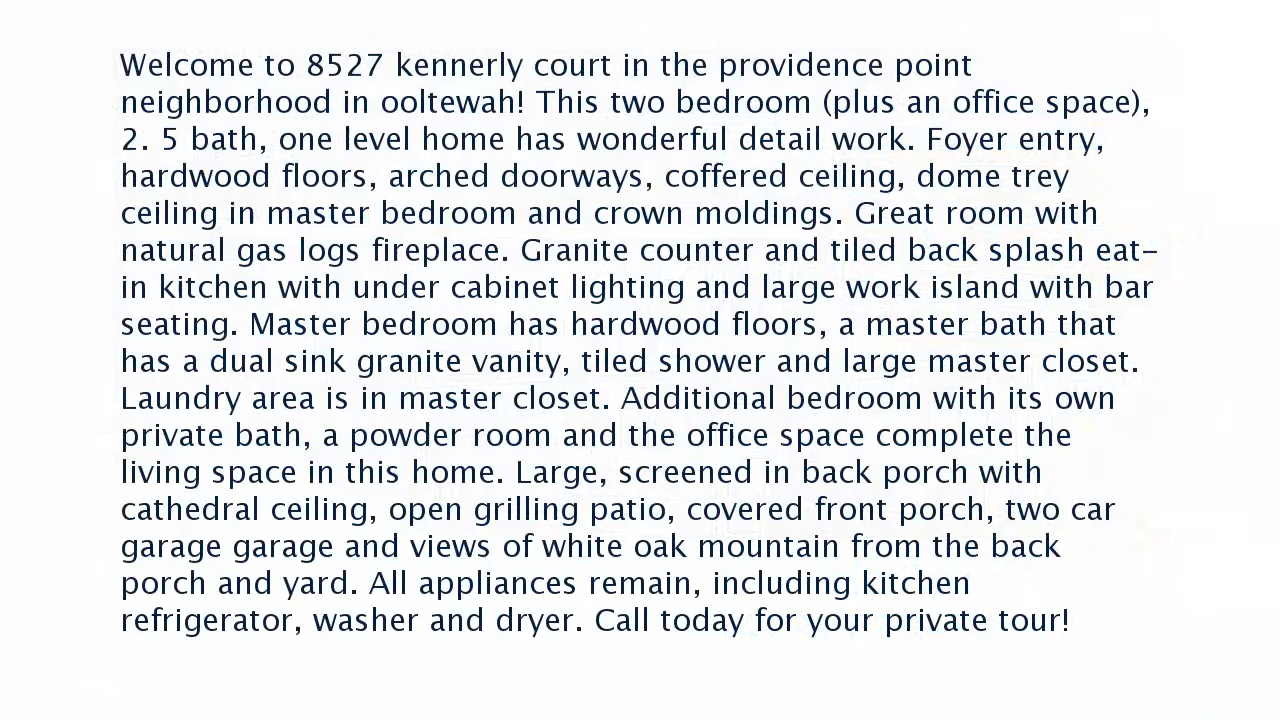 Welcome to 8527 kennerly court in the providence point
neighborhood in ooltewah! This two bedroom (plus an office space),
2. 5 bath, one level home has wonderful detail work. Foyer entry,
hardwood floors, arched doorways, coffered ceiling, dome trey
ceiling in master bedroom and crown moldings. Great room with
natural gas logs fireplace. Granite counter and tiled back splash eat-
in kitchen with under cabinet lighting and large work island with bar
seating. Master bedroom has hardwood floors, a master bath that
has a dual sink granite vanity, tiled shower and large master closet.
Laundry area is in master closet. Additional bedroom with its own
private bath, a powder room and the office space complete the
living space in this home. Large, screened in back porch with
cathedral ceiling, open grilling patio, covered front porch, two car
garage garage and views of white oak mountain from the back
porch and yard. All appliances remain, including kitchen
refrigerator, washer and dryer. Call today for your private tour!